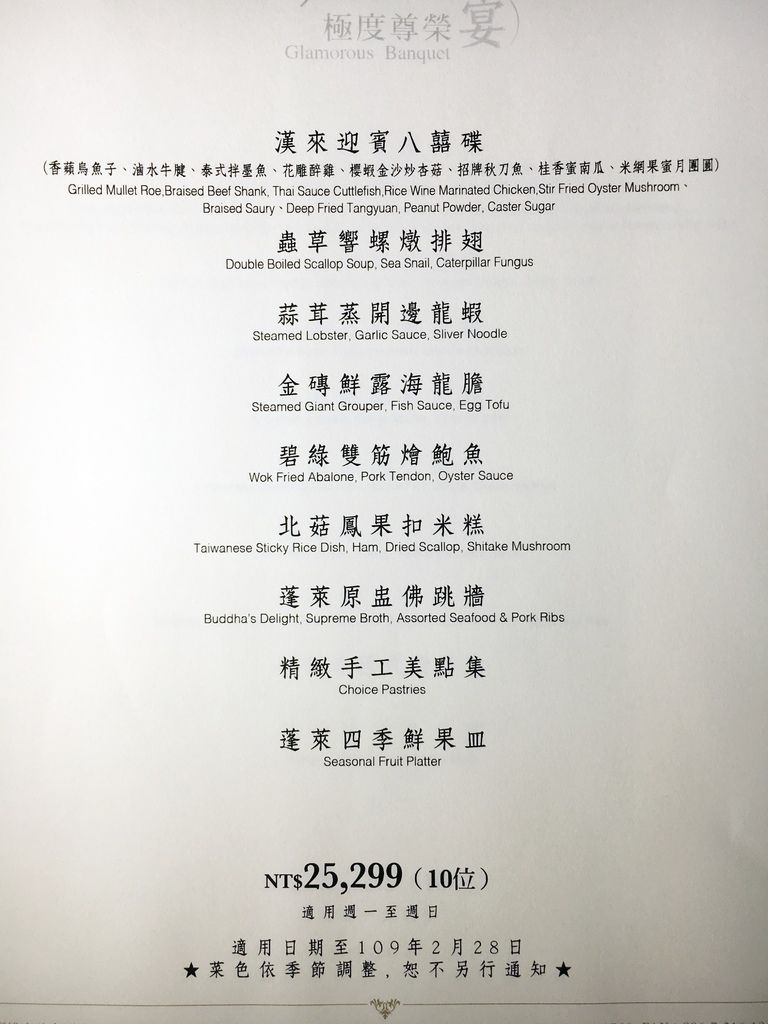 極度尊榮宴)
Glamorous Banquet
漢來迎賓八囍碟
(香蘋烏魚子、滷水牛腱、泰式拌墨魚、花雕醉雞、櫻蝦金沙炒杏菇、招牌秋刀魚、桂香蜜南瓜、米網果蜜月團圓)
Grilled Mullet Roe,Braised Beef Shank, Thai Sauce Cuttlefish,Rice Wine Marinated Chicken,Stir Fried Oyster Mushroom、
Braised Saury、Deep Fried Tangyuan, Peanut Powder, Caster Sugar
蟲草響螺燉排翅
Double Boiled Scallop Soup, Sea Snail, Caterpillar Fungus
蒜茸蒸開邊龍蝦
Steamed Lobster, Garlic Sauce, Sliver Noodle
金磚鮮露海龍膽
Steamed Giant Grouper, Fish Sauce, Egg Tofu
碧綠雙筋燴鮑魚
Wok Fried Abalone, Pork Tendon, Oyster Sauce
北菇鳳果扣米糕
Taiwanese Sticky Rice Dish, Ham, Dried Scallop, Shitake Mushroom
蓬萊原盅佛跳牆
Buddha's Delight, Supreme Broth, Assorted Seafood & Pork Ribs
精緻手工美點集
Choice Pastries
蓬萊四季鮮果皿
Seasonal Fruit Platter
NT$25,299(10位)
適用週一至週日
適用日期至109年2月28日
★菜色依季節調整,恕不另行通知★